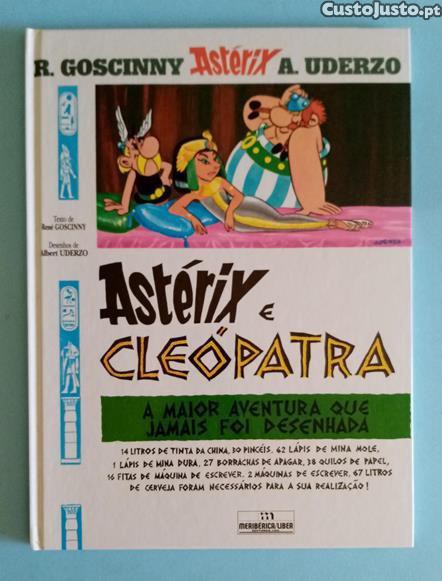 CustoJusto.pt
R. GOSCINNY Astérix A. UDERZO
Texto de
René GOSCINNY
Desenhos de
Albert UDERZO
Astérix E
CLEÓPATRA
A MAIOR AVENTURA QUE
JAMAIS FOI DESENHADA
14 LITROS DE TINTA DA CHINA, 30 PINCÉIS, 62 LÁPIS DE MINA MOLE,
1 LÁPIS DE MINA DURA, 27 BORRACHAS DE APAGAR, 38 QUILOS DE PAPEL,
16 FITAS DE MÁQUINA DE ESCREVER, 2 MÁQUINAS DE ESCREVER, 67 LITROS
DE CERVEJA FORAM NECESSÁRIOS PARA A SUA REALIZAÇÃO!
MERIBÉRICA/LIBER